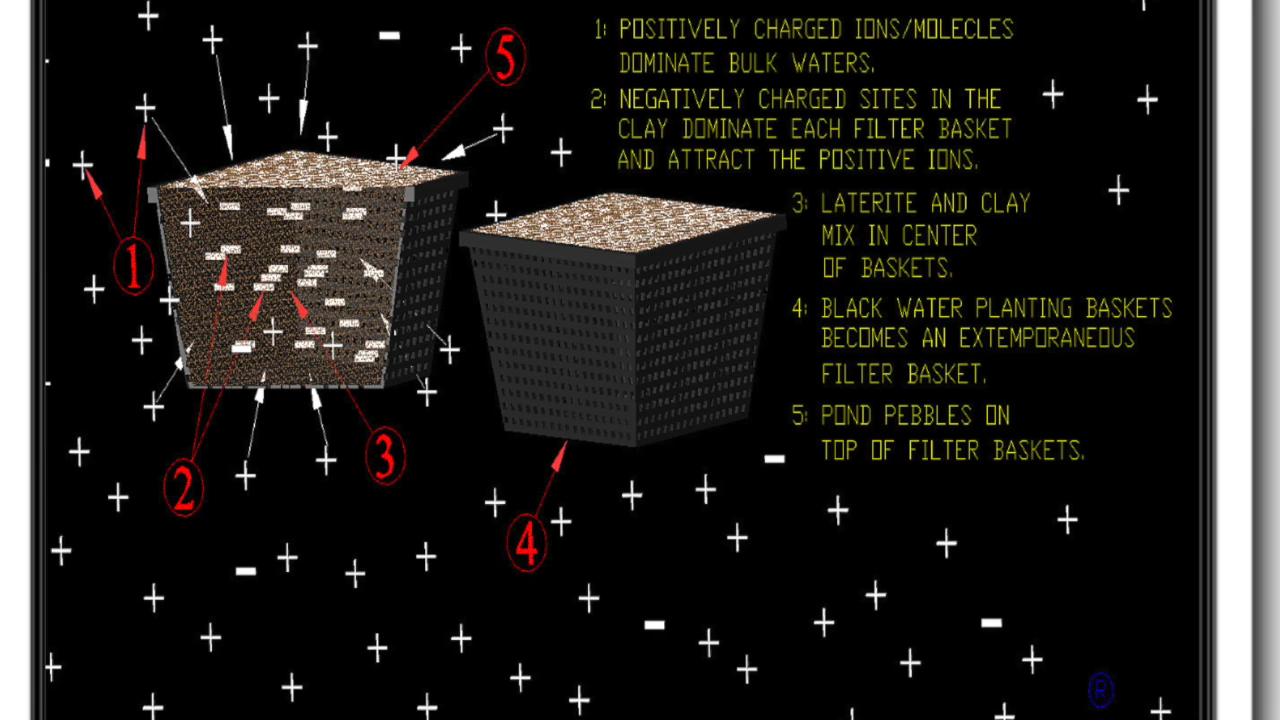 1: POSITIVELY CHARGED IONS/MOLECLES
DOMINATE BULK WATERS.
2: NEGATIVELY CHARGED SITES IN THE
CLAY DOMINATE EACH FILTER BASKET
AND ATTRACT THE POSITIVE IONS.
3: LATERITE AND CLAY
MIX IN CENTER
OF BASKETS.
4: BLACK WATER PLANTING BASKETS
BECOMES AN EXTEMPORANEOUS
FILTER BASKET.
5: POND PEBBLES ON
TOP OF FILTER BASKETS.
5
1
2
3
4
®